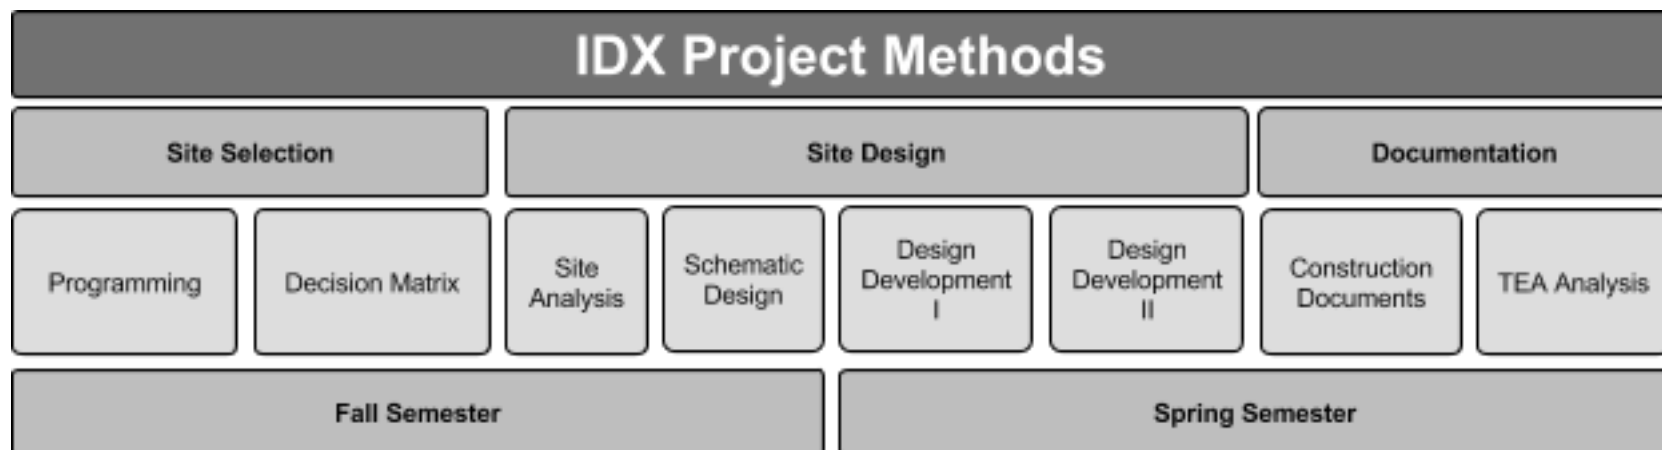 IDX Project Methods
Site Selection
Site Design
Documentation
Programming
Decision Matrix
Site
Analysis
Schematic
Design
Design
Development
I
Design
Development
II
Construction
Documents
TEA Analysis
Fall Semester
Spring Semester